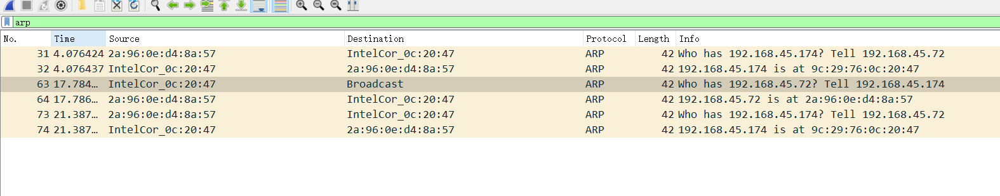 arp
No. Time Source Destination Protocol Length Info
31 4.076424 2a:96:0e:d4:8a:57 IntelCor_0c:20:47 ARP 42 Who has 192.168.45.174? Tell 192.168.45.72
32 4.076437 IntelCor_0c:20:47 2a:96:0e:d4:8a:57 ARP 42 192.168.45.174 is at 9c:29:76:0c:20:47
63 17.784… IntelCor_0c:20:47 Broadcast ARP 42 Who has 192.168.45.72? Tell 192.168.45.174
64 17.786… 2a:96:0e:d4:8a:57 IntelCor_0c:20:47 ARP 42 192.168.45.72 is at 2a:96:0e:d4:8a:57
73 21.387… 2a:96:0e:d4:8a:57 IntelCor_0c:20:47 ARP 42 Who has 192.168.45.174? Tell 192.168.45.72
74 21.387… IntelCor_0c:20:47 2a:96:0e:d4:8a:57 ARP 42 192.168.45.174 is at 9c:29:76:0c:20:47